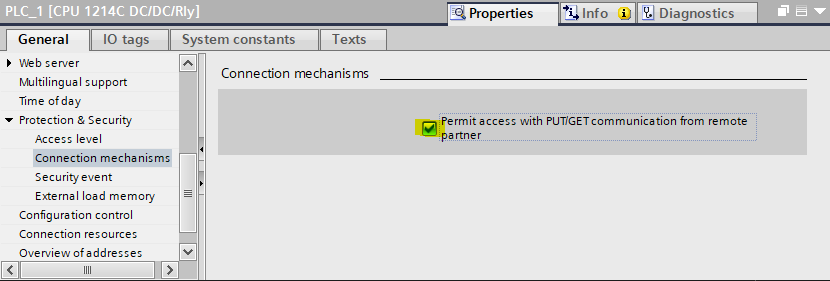 PLC_1 [CPU 1214C DC/DC/Rly]
Properties
Info
Diagnostics
General
IO tags
System constants
Texts
Web server
Multilingual support
Time of day
Protection & Security
Access level
Connection mechanisms
Security event
External load memory
Configuration control
Connection resources
Overview of addresses
Connection mechanisms
Permit access with PUT/GET communication from remote
partner